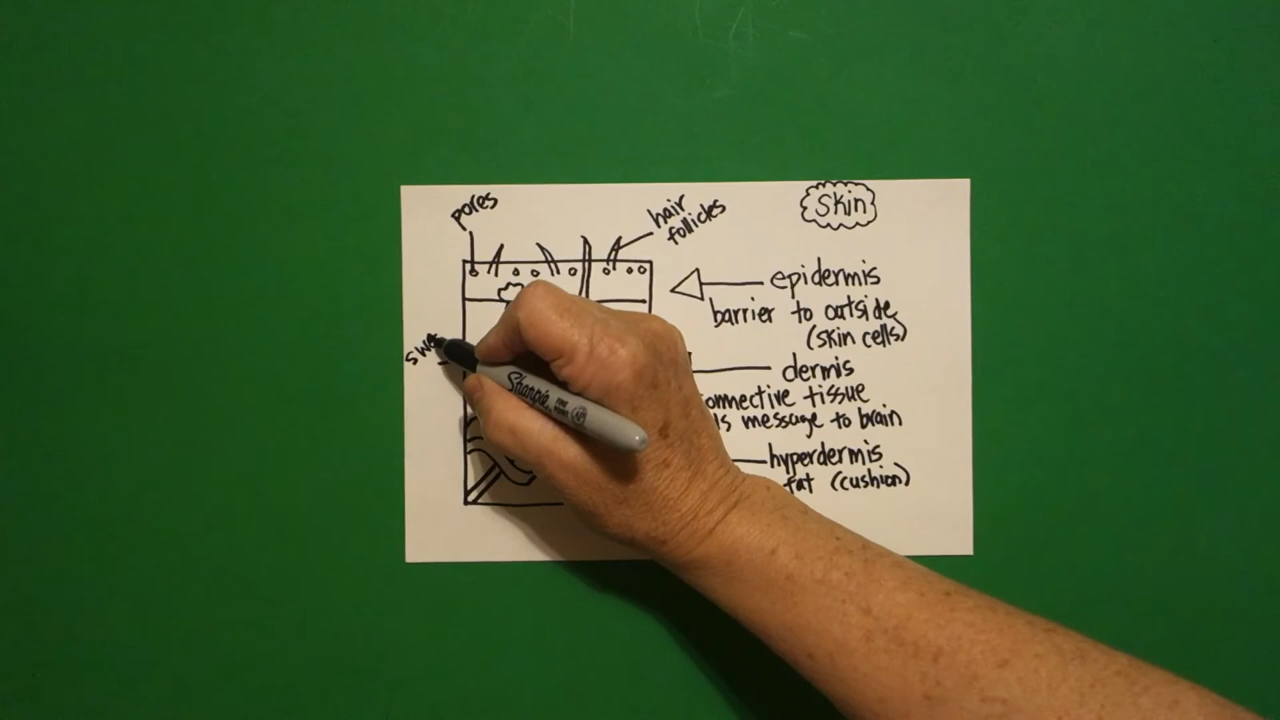 pores
hair
follicles
Skin
epidermis
barrier to outside
(skin cells)
dermis
connective tissue
message to brain
hyperdermis
fat (cushion)
Sharpie